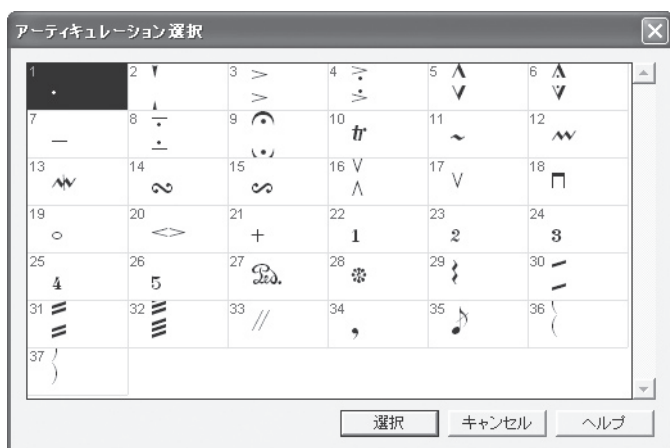 アーティキュレーション選択
1 2 3 4 5 6
7 8 9 10 tr 11 12
13 14 15 16 17 18
19 20 21 + 22 1 23 2 24 3
25 4 26 5 27 Ped. 28 29 30
31 32 33 // 34 , 35 36
37
選択 キャンセル ヘルプ